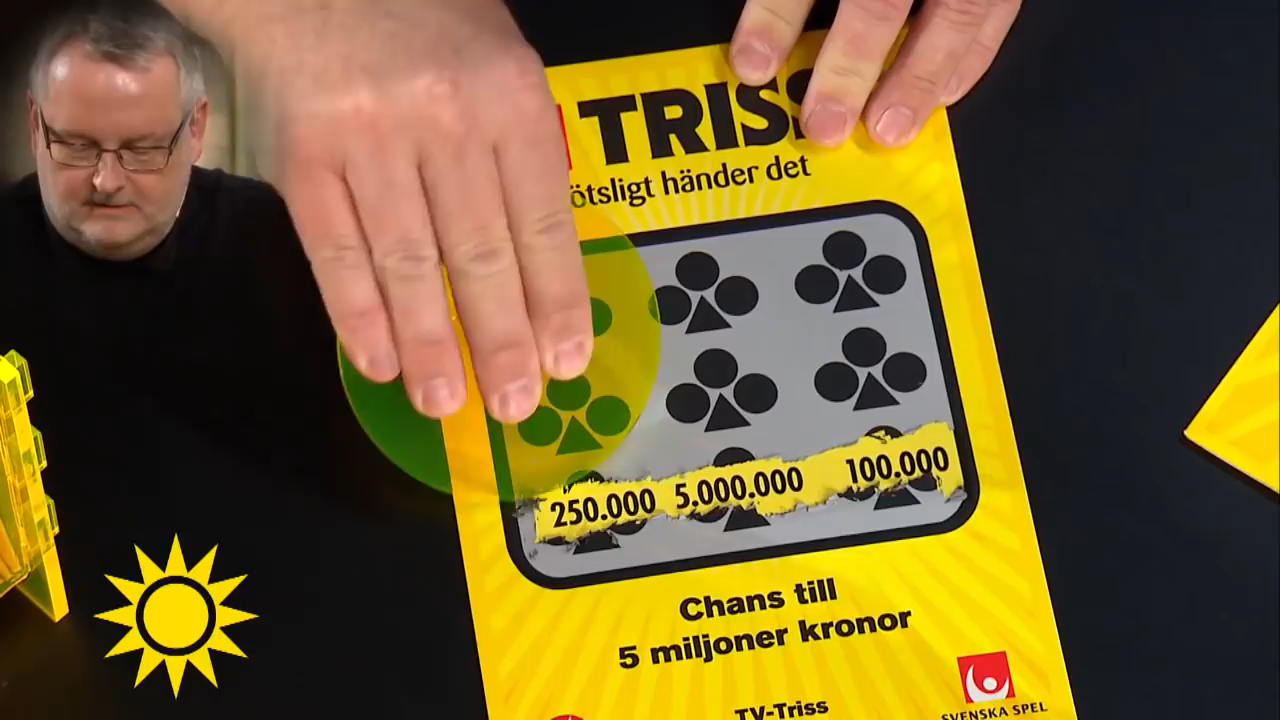 TRISS
ötsligt händer det
250.000 5.000.000 100.000
Chans till
5 miljoner kronor
TV-Triss
SVENSKA SPEL